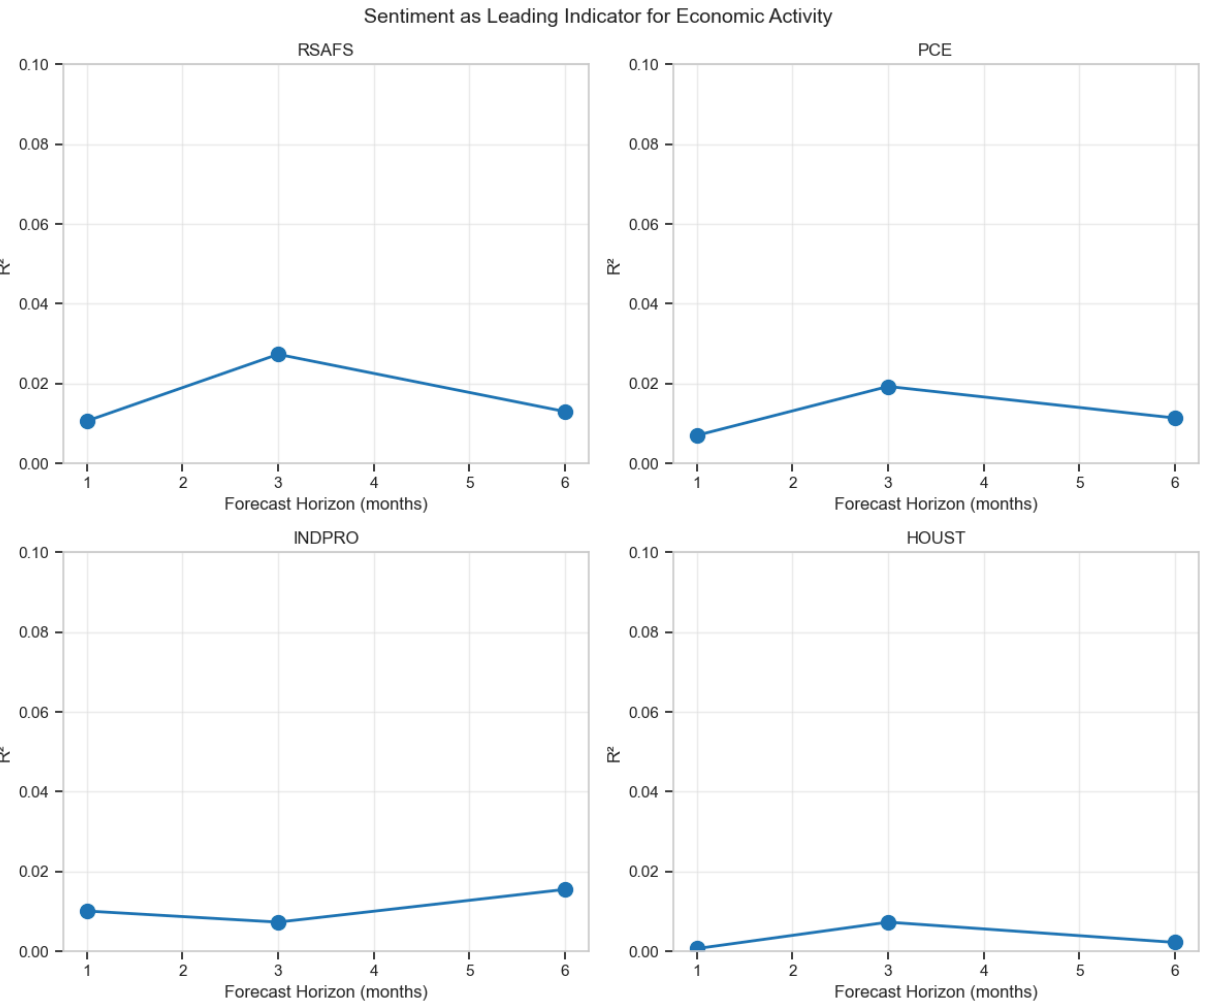 Sentiment as Leading Indicator for Economic Activity
RSAFS
0.10
0.08
0.06
0.04
0.02
0.00
R²
1 2 3 4 5 6
Forecast Horizon (months)
PCE
0.10
0.08
0.06
0.04
0.02
0.00
R²
1 2 3 4 5 6
Forecast Horizon (months)
INDPRO
0.10
0.08
0.06
0.04
0.02
0.00
R²
1 2 3 4 5 6
Forecast Horizon (months)
HOUST
0.10
0.08
0.06
0.04
0.02
0.00
R²
1 2 3 4 5 6
Forecast Horizon (months)